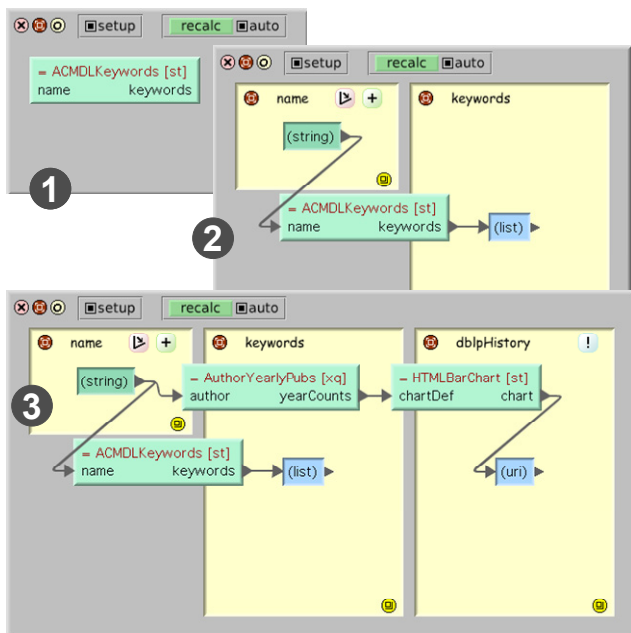 setup recalc auto
= ACMDLKeywords [st]
name keywords
1
setup recalc auto
name + keywords
(string)
= ACMDLKeywords [st]
name keywords (list)
2
setup recalc auto
name + keywords dblpHistory !
(string) = AuthorYearlyPubs [xq] = HTMLBarChart [st]
author yearCounts chartDef chart
3
= ACMDLKeywords [st]
name keywords (list) (uri)